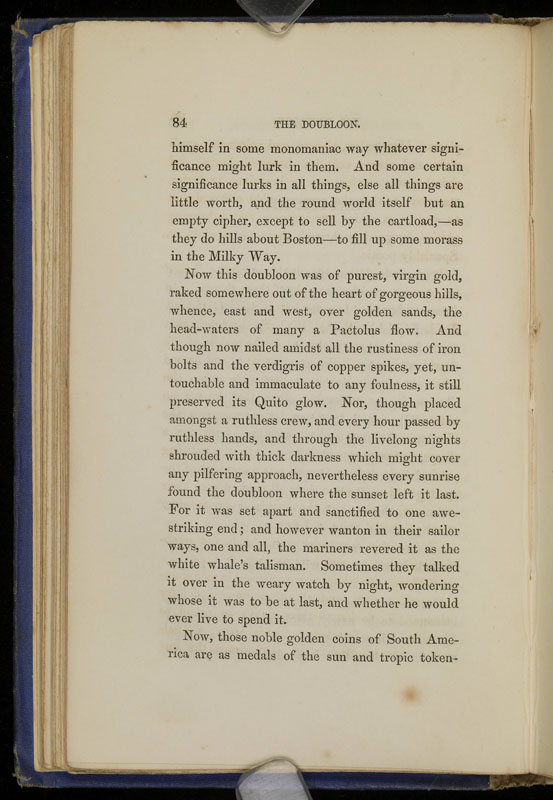 84 THE DOUBLOON.
himself in some monomaniac way whatever signi-
ficance might lurk in them. And some certain
significance lurks in all things, else all things are
little worth, and the round world itself but an
empty cipher, except to sell by the cartload,—as
they do hills about Boston—to fill up some morass
in the Milky Way.
Now this doubloon was of purest, virgin gold,
raked somewhere out of the heart of gorgeous hills,
whence, east and west, over golden sands, the
head-waters of many a Pactolus flow. And
though now nailed amidst all the rustiness of iron
bolts and the verdigris of copper spikes, yet, un-
touchable and immaculate to any foulness, it still
preserved its Quito glow. Nor, though placed
amongst a ruthless crew, and every hour passed by
ruthless hands, and through the livelong nights
shrouded with thick darkness which might cover
any pilfering approach, nevertheless every sunrise
found the doubloon where the sunset left it last.
For it was set apart and sanctified to one awe-
striking end; and however wanton in their sailor
ways, one and all, the mariners revered it as the
white whale's talisman. Sometimes they talked
it over in the weary watch by night, wondering
whose it was to be at last, and whether he would
ever live to spend it.
Now, those noble golden coins of South Ame-
rica are as medals of the sun and tropic token-